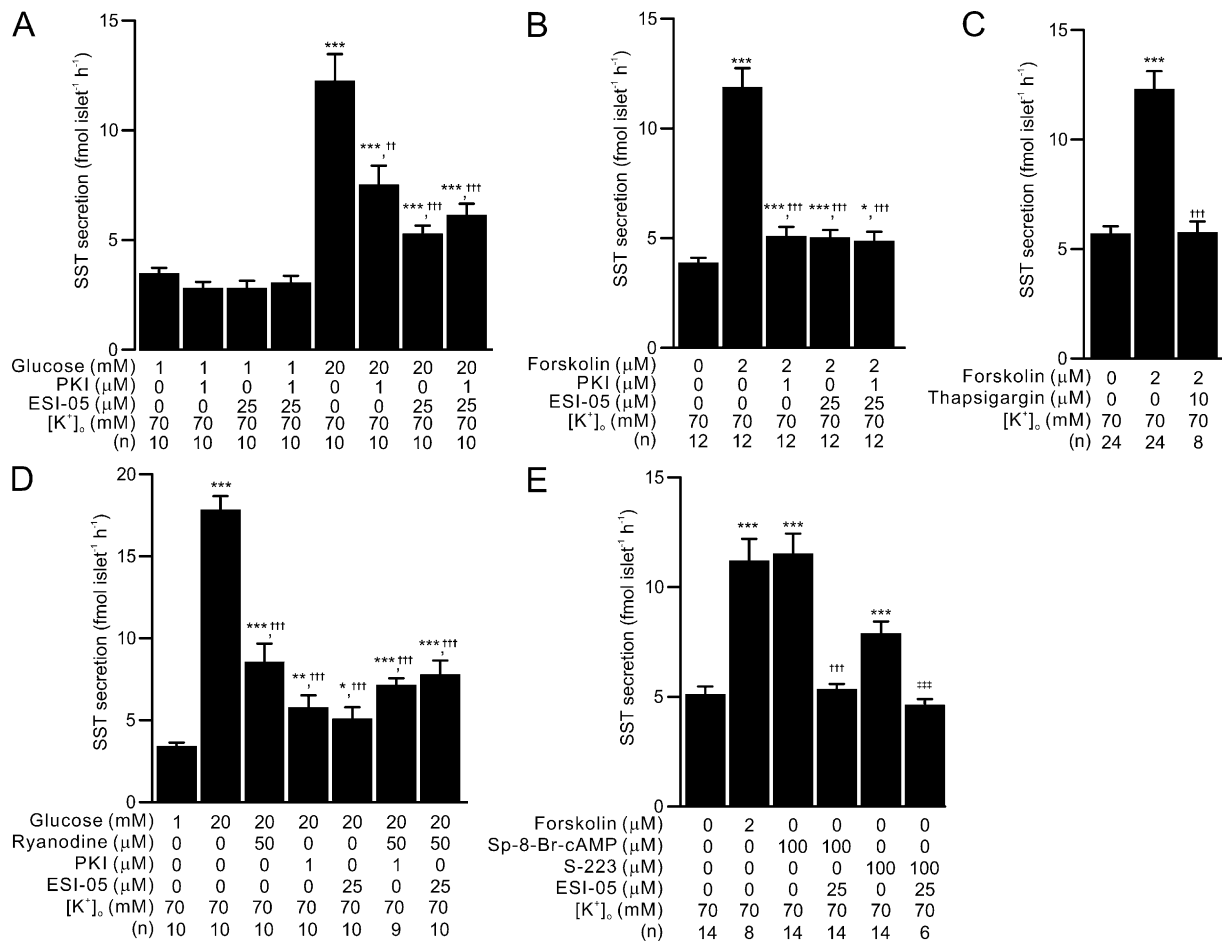 A
SST secretion (fmol islet⁻¹ h⁻¹)
15
10
5
0
***
***,††
***,†††
***,†††
Glucose (mM) 1 1 1 1 20 20 20 20
PKI (μM) 0 1 0 1 0 1 0 1
ESI-05 (μM) 0 0 25 25 0 0 25 25
[K⁺]ₒ (mM) 70 70 70 70 70 70 70 70
(n) 10 10 10 10 10 10 10 10
B
SST secretion (fmol islet⁻¹ h⁻¹)
15
10
5
0
***
***,†††
***,†††
*,†††
Forskolin (μM) 0 2 2 2 2
PKI (μM) 0 0 1 0 1
ESI-05 (μM) 0 0 0 25 25
[K⁺]ₒ (mM) 70 70 70 70 70
(n) 12 12 12 12 12
C
SST secretion (fmol islet⁻¹ h⁻¹)
15
10
5
0
***
†††
Forskolin (μM) 0 2 2
Thapsigargin (μM) 0 0 10
[K⁺]ₒ (mM) 70 70 70
(n) 24 24 8
D
SST secretion (fmol islet⁻¹ h⁻¹)
20
15
10
5
0
***
***,†††
**,†††
*,†††
***,†††
***,†††
Glucose (mM) 1 20 20 20 20 20 20
Ryanodine (μM) 0 0 50 0 0 50 50
PKI (μM) 0 0 0 1 0 1 0
ESI-05 (μM) 0 0 0 0 25 0 25
[K⁺]ₒ (mM) 70 70 70 70 70 70 70
(n) 10 10 10 10 10 9 10
E
SST secretion (fmol islet⁻¹ h⁻¹)
15
10
5
0
***
***
†††
***
‡‡‡
Forskolin (μM) 0 2 0 0 0 0
Sp-8-Br-cAMP (μM) 0 0 100 100 0 0
S-223 (μM) 0 0 0 0 100 100
ESI-05 (μM) 0 0 0 25 0 25
[K⁺]ₒ (mM) 70 70 70 70 70 70
(n) 14 8 14 14 14 6